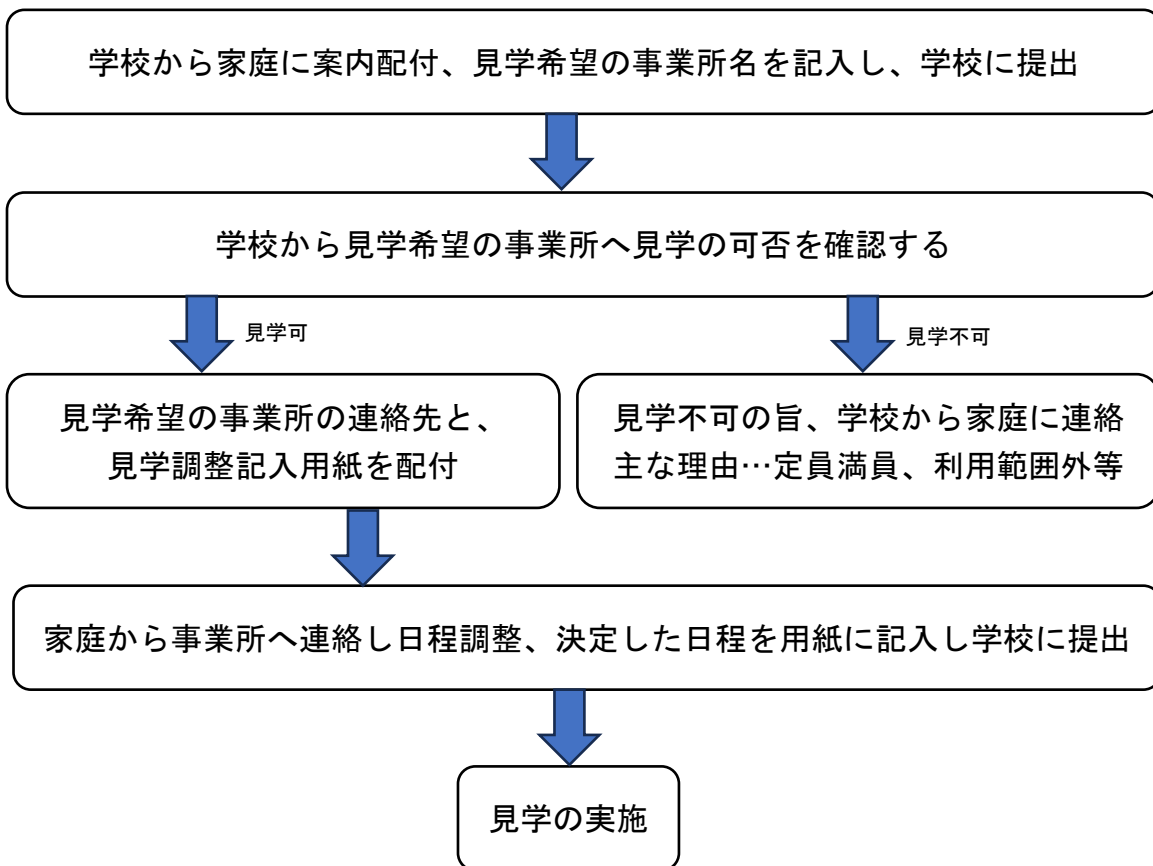 学校から家庭に案内配付、見学希望の事業所名を記入し、学校に提出
学校から見学希望の事業所へ見学の可否を確認する
見学可
見学不可
見学希望の事業所の連絡先と、
見学調整記入用紙を配付
見学不可の旨、学校から家庭に連絡
主な理由…定員満員、利用範囲外等
家庭から事業所へ連絡し日程調整、決定した日程を用紙に記入し学校に提出
見学の実施